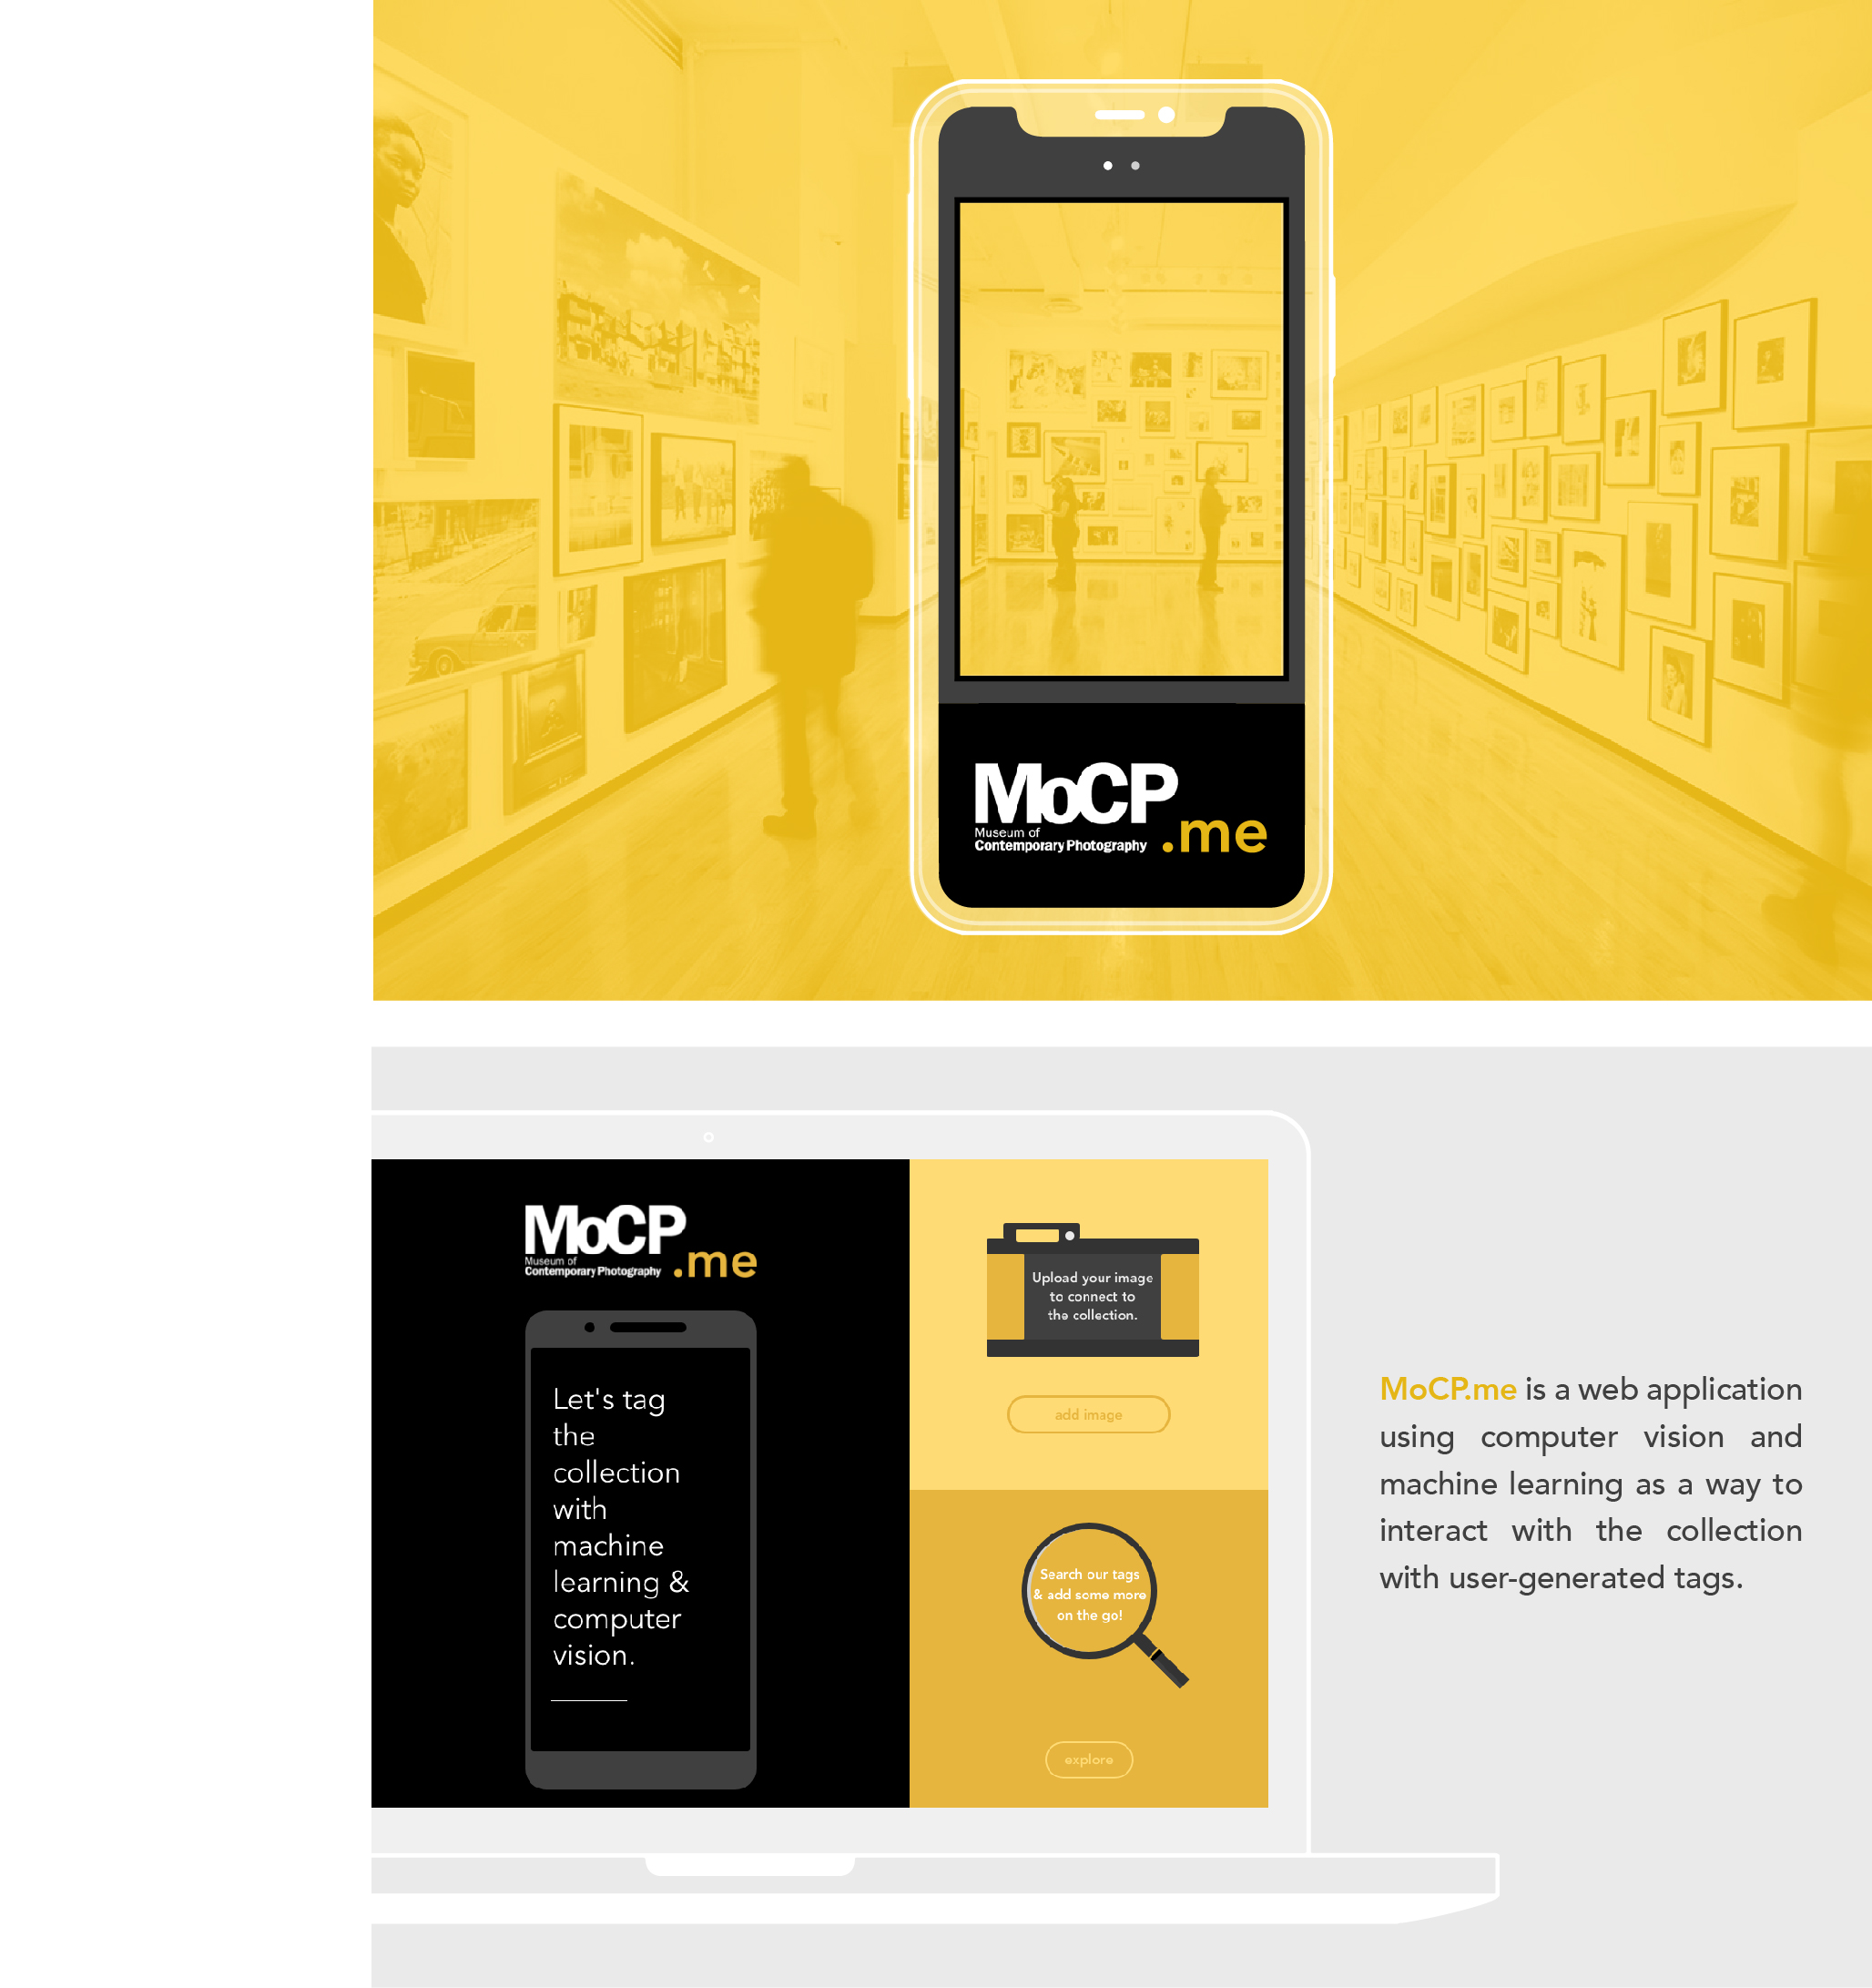 MoCP
Museum of
Contemporary Photography
.me
MoCP
Museum of
Contemporary Photography
.me
Let's tag
the
collection
with
machine
learning &
computer
vision.
Upload your image
to connect to
the collection.
add image
Search our tags
& add some more
on the go!
explore
MoCP.me is a web application
using computer vision and
machine learning as a way to
interact with the collection
with user-generated tags.